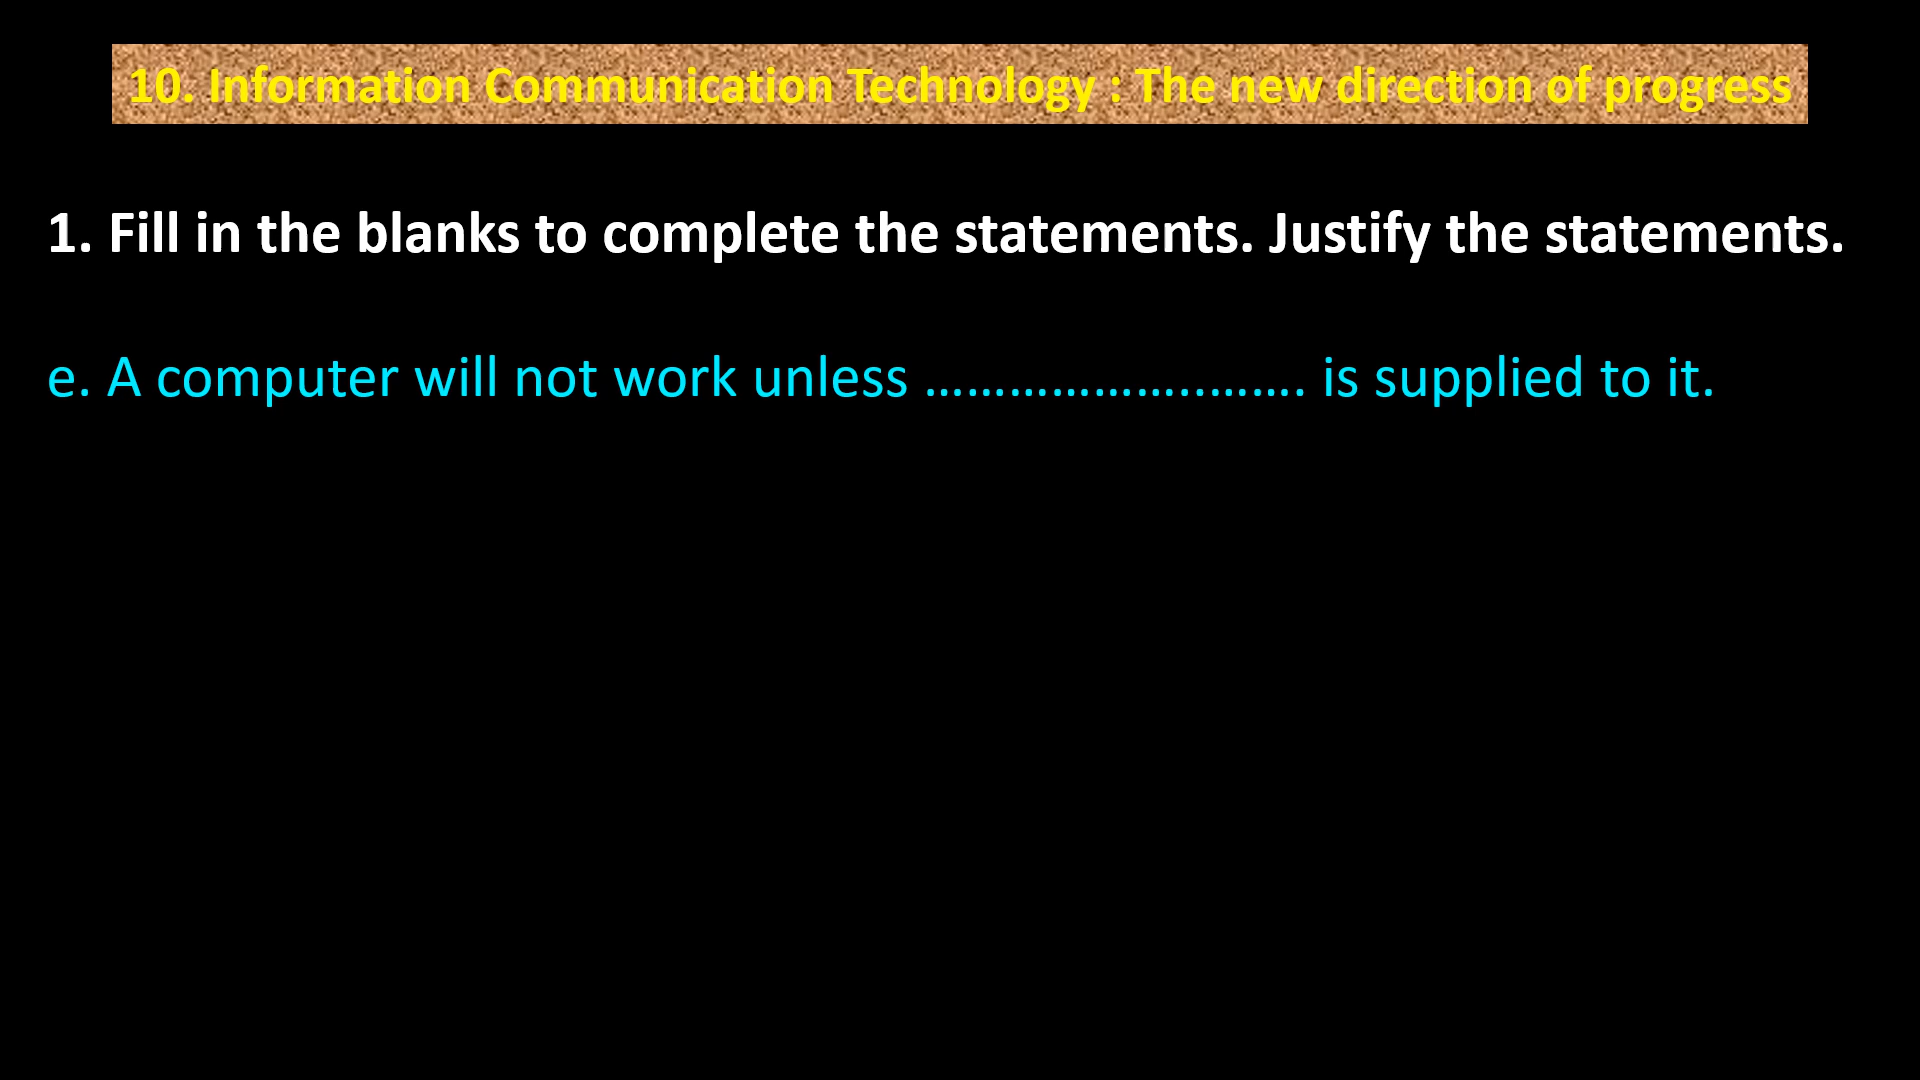 10. Information Communication Technology : The new direction of progress
1. Fill in the blanks to complete the statements. Justify the statements.
e. A computer will not work unless ………………..……. is supplied to it.